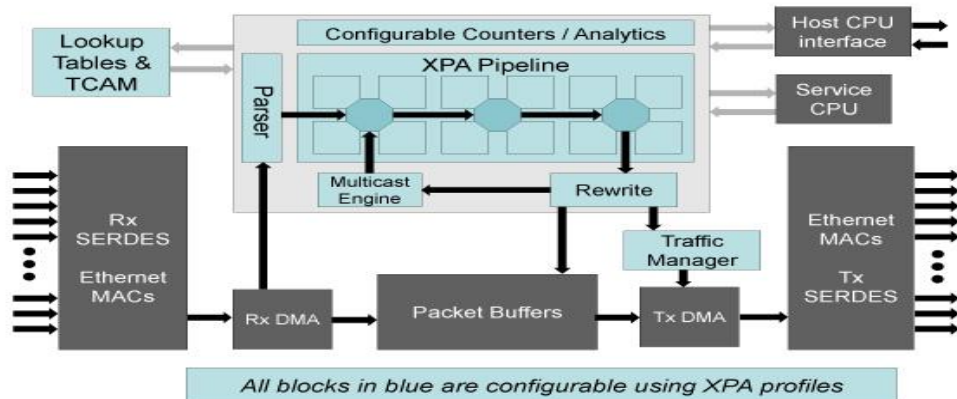 Configurable Counters / Analytics
Host CPU
interface
Lookup
Tables &
TCAM
XPA Pipeline
Parser
Service
CPU
Multicast
Engine
Rewrite
Rx
SERDES
Ethernet
MACs
Traffic
Manager
Ethernet
MACs
Tx
SERDES
Rx DMA
Packet Buffers
Tx DMA
All blocks in blue are configurable using XPA profiles